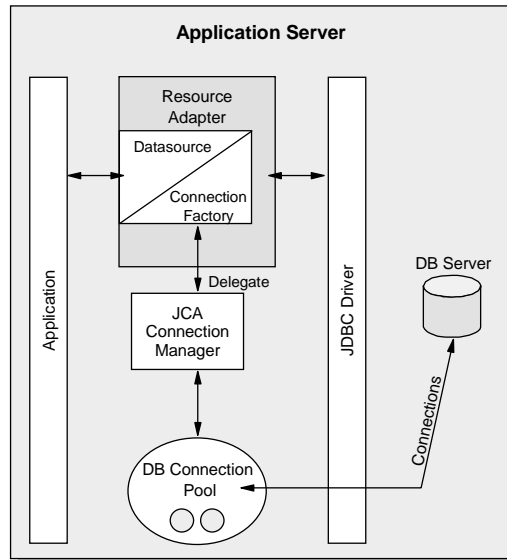 Application Server
Resource
Adapter
Datasource
Connection
Factory
Delegate
Application
JCA
Connection
Manager
JDBC Driver
DB Server
Connections
DB Connection
Pool